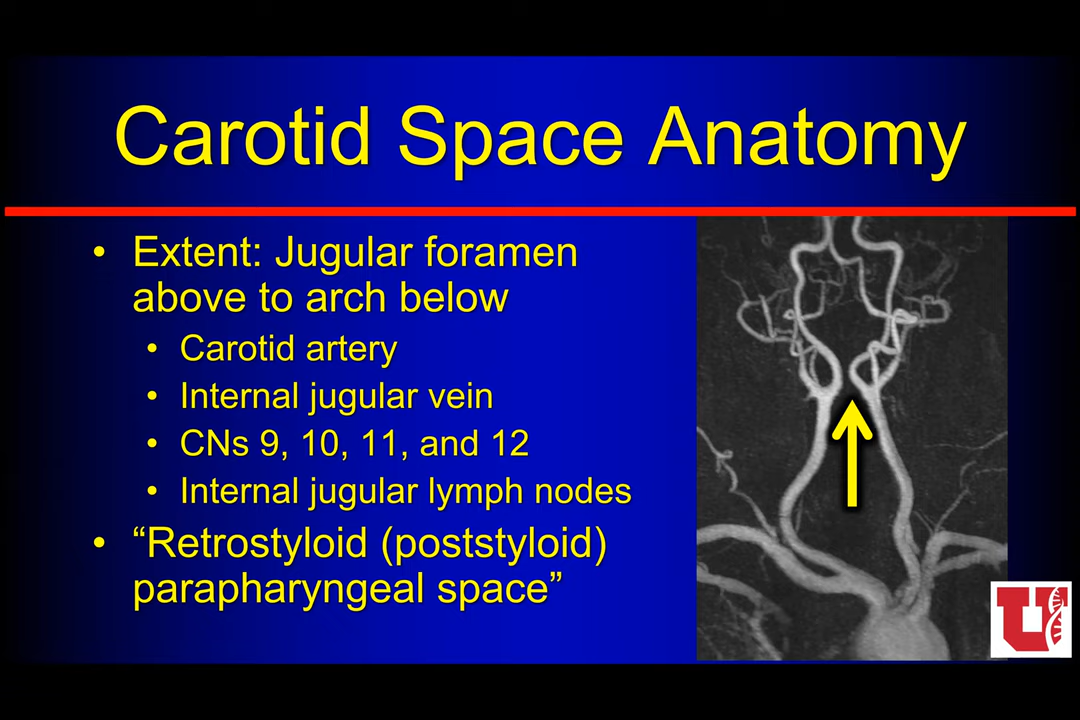 Carotid Space Anatomy
• Extent: Jugular foramen
above to arch below
• Carotid artery
• Internal jugular vein
• CNs 9, 10, 11, and 12
• Internal jugular lymph nodes
• “Retrostyloid (poststyloid)
parapharyngeal space”
U